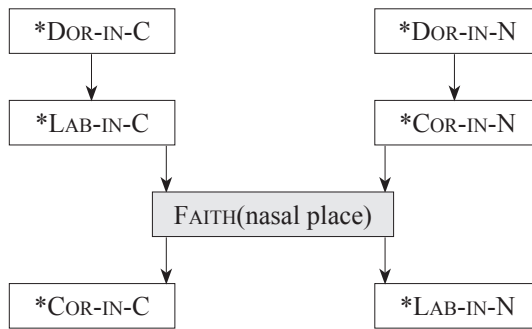 *DOR-IN-C
*DOR-IN-N
*LAB-IN-C
*COR-IN-N
FAITH(nasal place)
*COR-IN-C
*LAB-IN-N